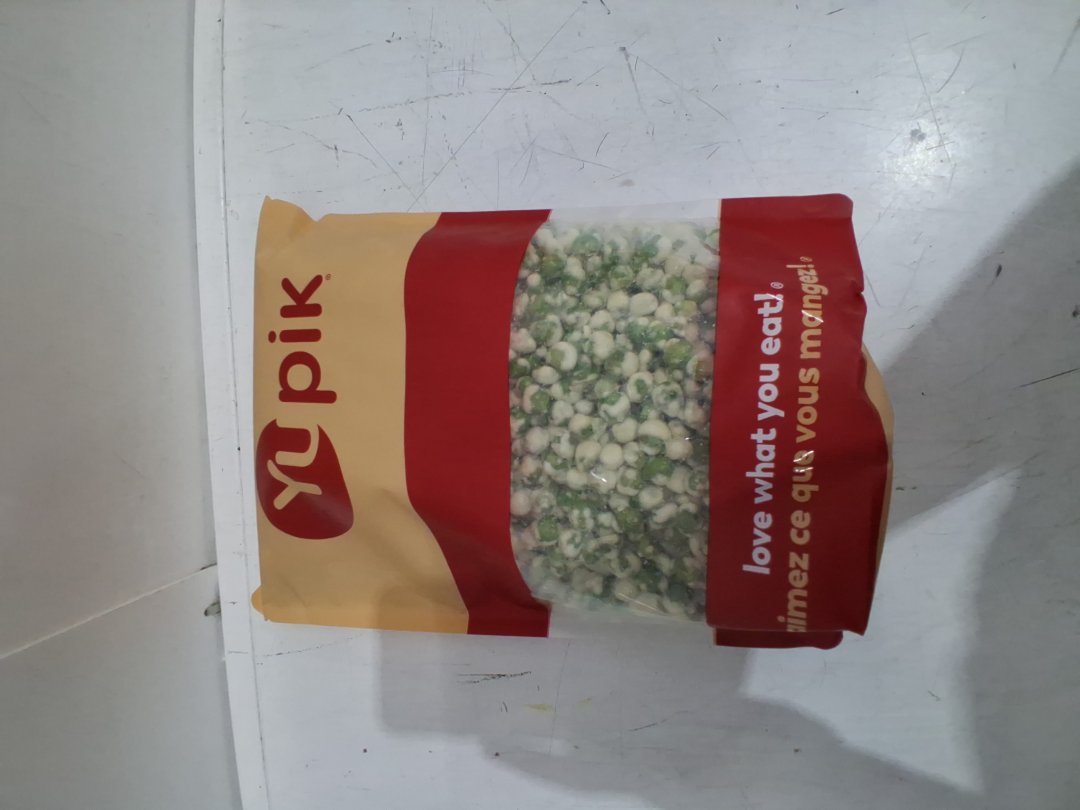 Yupik®
love what you eat!®
aimez ce que vous mangez!®